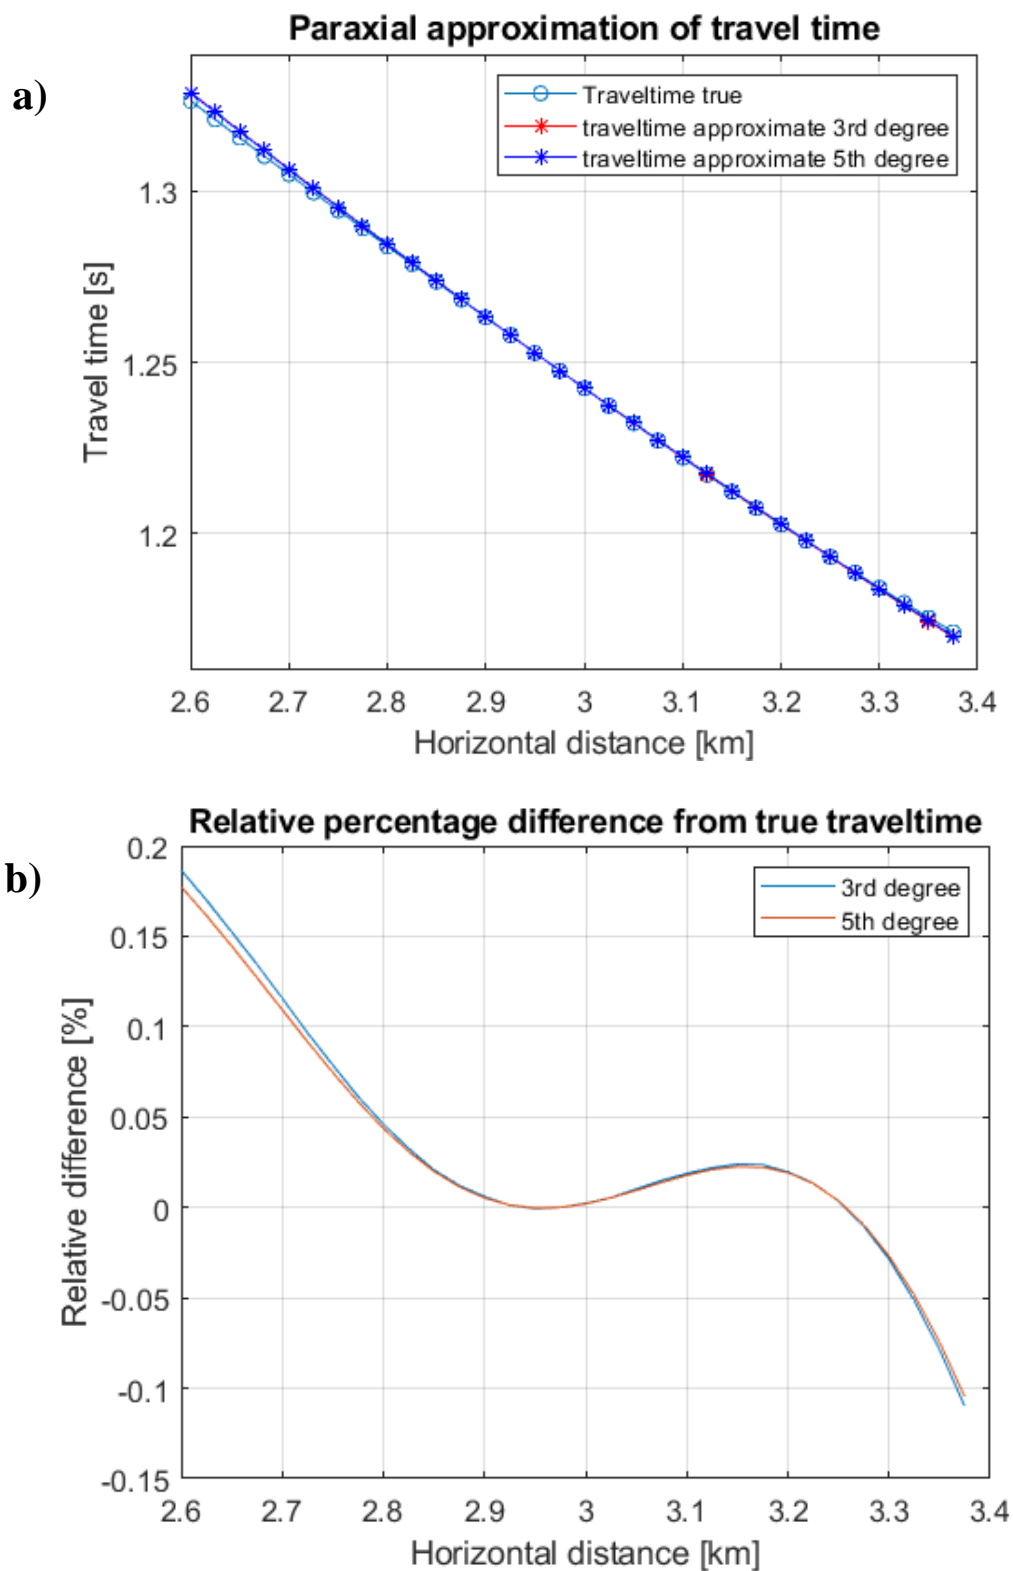 Paraxial approximation of travel time
a)
Traveltime true
traveltime approximate 3rd degree
traveltime approximate 5th degree
1.3
1.25
1.2
Travel time [s]
2.6 2.7 2.8 2.9 3 3.1 3.2 3.3 3.4
Horizontal distance [km]
Relative percentage difference from true traveltime
b)
3rd degree
5th degree
0.2
0.15
0.1
0.05
0
-0.05
-0.1
-0.15
Relative difference [%]
2.6 2.7 2.8 2.9 3 3.1 3.2 3.3 3.4
Horizontal distance [km]